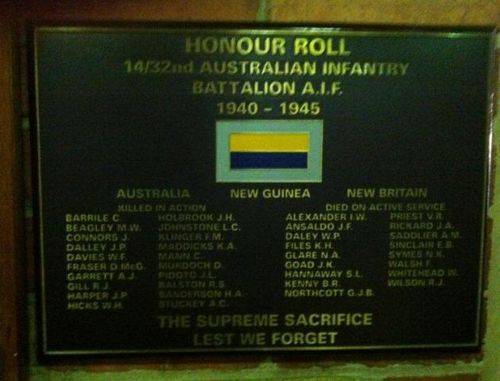 HONOUR ROLL
14/32nd AUSTRALIAN INFANTRY
BATTALION A.I.F.
1940 - 1945
AUSTRALIA NEW GUINEA NEW BRITAIN
KILLED IN ACTION
BARRILE C. HOLBROOK J.H.
BEAGLEY M.W. JOHNSTONE L.C.
CONNORS J. KLINGER F.M.
DALLEY J.P. MADDICKS K.A.
DAVIES W.F. MANN C.
FRASER D.McG. MURDOCH D.
GARRETT A.J. PIDOTO J.L.
GILL R.J. RALSTON R.S.
HARPER J.P. SANDERSON H.A.
HICKS W.H. STUCKEY A.C.
DIED ON ACTIVE SERVICE
ALEXANDER I.W. PRIEST V.R.
ANSALDO J.F. RICKARD J.A.
DALEY W.P. SADDLIER A.M.
FILES K.H. SINCLAIR E.B.
GLARE N.A. SYMES N.K.
GOAD J.K. WALSH F.
HANNAWAY S.L. WHITEHEAD W.
KENNY B.R. WILSON R.J.
NORTHCOTT G.J.B.
THE SUPREME SACRIFICE
LEST WE FORGET